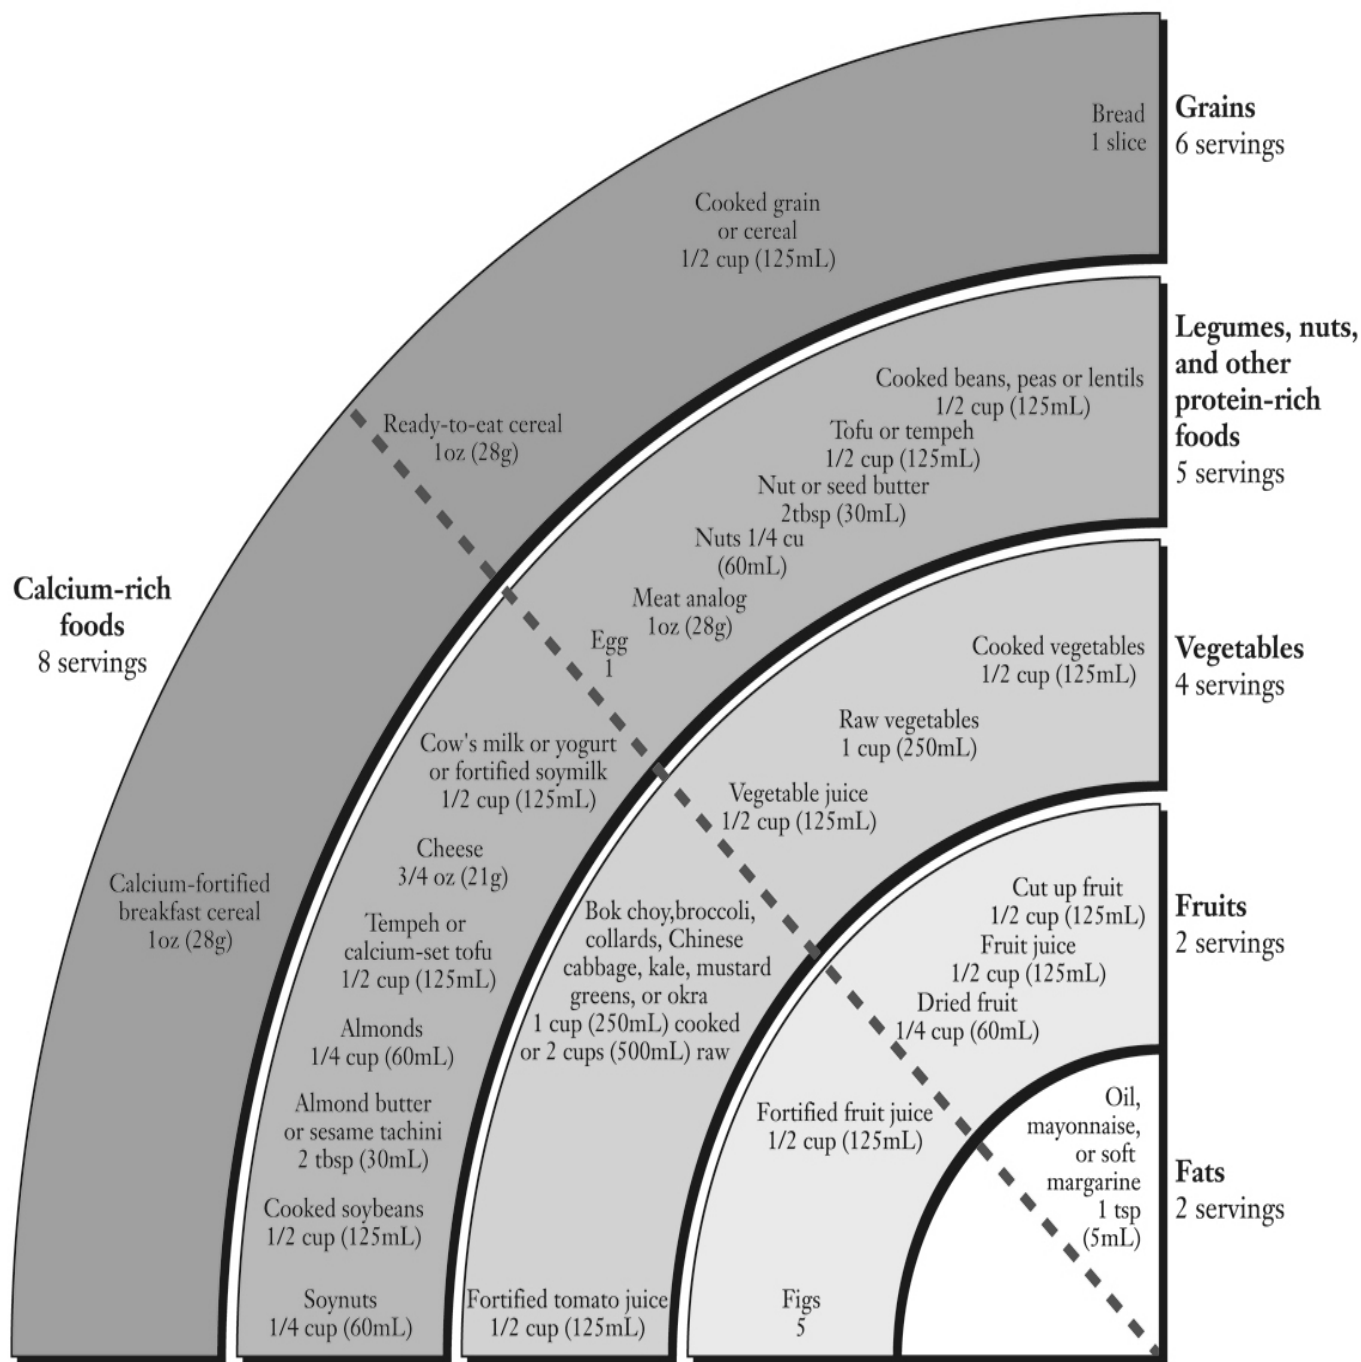 Bread
1 slice
Grains
6 servings
Cooked grain
or cereal
1/2 cup (125mL)
Ready-to-eat cereal
1oz (28g)
Legumes, nuts,
and other
protein-rich
foods
5 servings
Cooked beans, peas or lentils
1/2 cup (125mL)
Tofu or tempeh
1/2 cup (125mL)
Nut or seed butter
2tbsp (30mL)
Nuts 1/4 cu
(60mL)
Meat analog
1oz (28g)
Egg
1
Calcium-rich
foods
8 servings
Calcium-fortified
breakfast cereal
1oz (28g)
Cow's milk or yogurt
or fortified soymilk
1/2 cup (125mL)
Cheese
3/4 oz (21g)
Tempeh or
calcium-set tofu
1/2 cup (125mL)
Almonds
1/4 cup (60mL)
Almond butter
or sesame tachini
2 tbsp (30mL)
Cooked soybeans
1/2 cup (125mL)
Soynuts
1/4 cup (60mL)
Vegetables
4 servings
Cooked vegetables
1/2 cup (125mL)
Raw vegetables
1 cup (250mL)
Vegetable juice
1/2 cup (125mL)
Bok choy,broccoli,
collards, Chinese
cabbage, kale, mustard
greens, or okra
1 cup (250mL) cooked
or 2 cups (500mL) raw
Fortified tomato juice
1/2 cup (125mL)
Fruits
2 servings
Cut up fruit
1/2 cup (125mL)
Fruit juice
1/2 cup (125mL)
Dried fruit
1/4 cup (60mL)
Fortified fruit juice
1/2 cup (125mL)
Figs
5
Fats
2 servings
Oil,
mayonnaise,
or soft
margarine
1 tsp
(5mL)